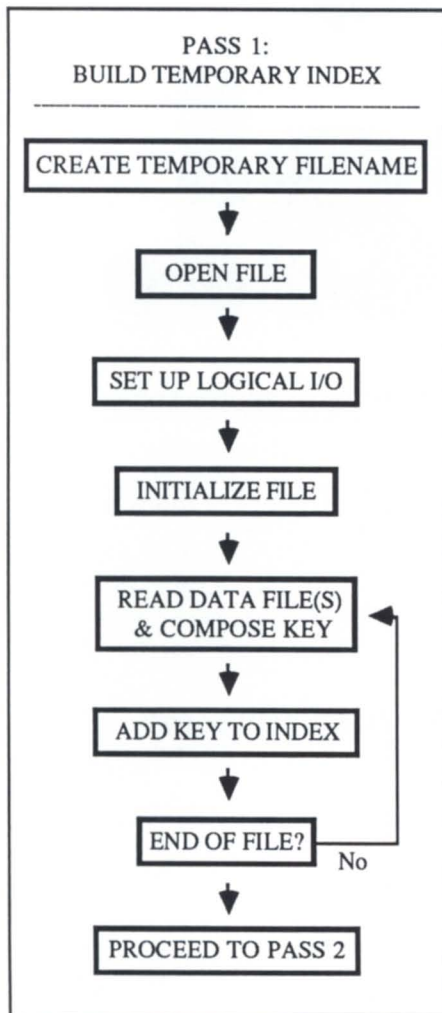 PASS 1:
BUILD TEMPORARY INDEX
CREATE TEMPORARY FILENAME
OPEN FILE
SET UP LOGICAL I/O
INITIALIZE FILE
READ DATA FILE(S)
& COMPOSE KEY
ADD KEY TO INDEX
END OF FILE?
No
PROCEED TO PASS 2